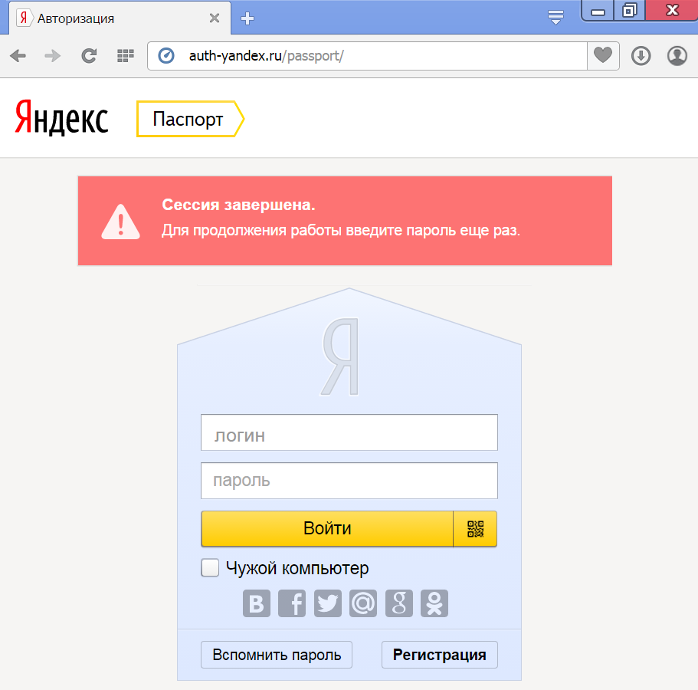 Авторизация
auth-yandex.ru/passport/
Яндекс
Паспорт
Сессия завершена.
Для продолжения работы введите пароль еще раз.
Я
логин
пароль
Войти
Чужой компьютер
Вспомнить пароль
Регистрация